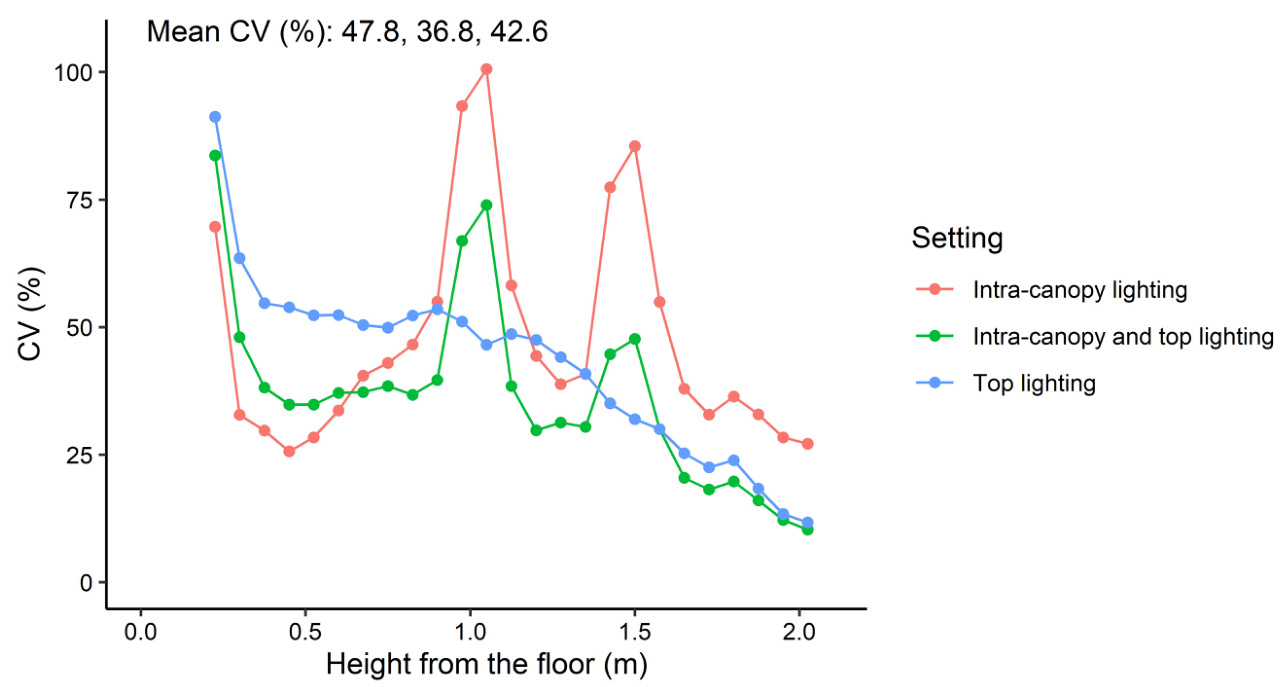 Mean CV (%): 47.8, 36.8, 42.6
CV (%)
100
75
50
25
0
0.0 0.5 1.0 1.5 2.0
Height from the floor (m)
Setting
Intra-canopy lighting
Intra-canopy and top lighting
Top lighting